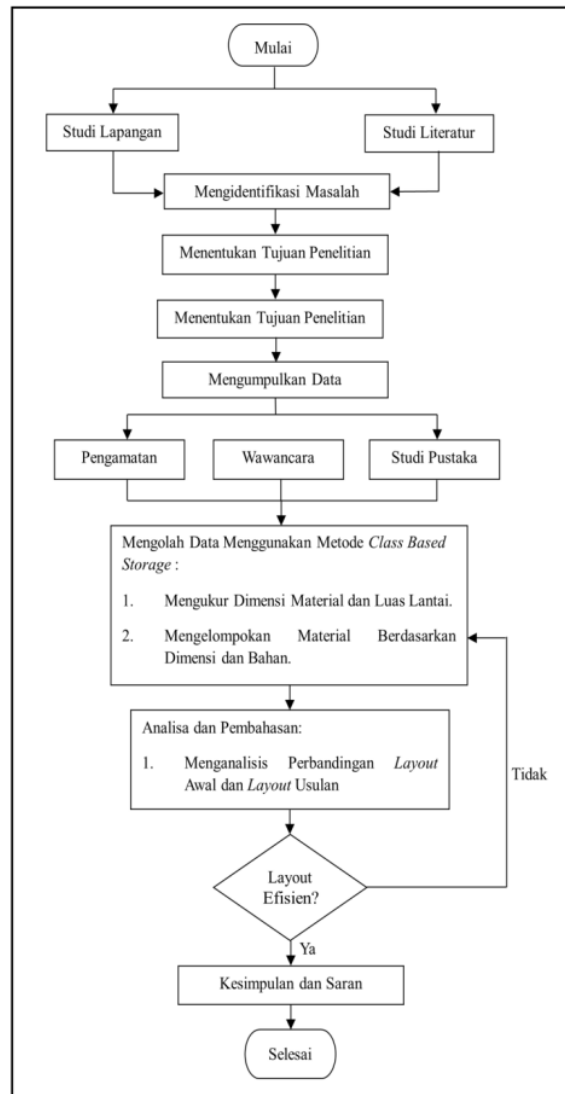 Mulai
Studi Lapangan
Studi Literatur
Mengidentifikasi Masalah
Menentukan Tujuan Penelitian
Menentukan Tujuan Penelitian
Mengumpulkan Data
Pengamatan
Wawancara
Studi Pustaka
Mengolah Data Menggunakan Metode Class Based
Storage :
1. Mengukur Dimensi Material dan Luas Lantai.
2. Mengelompokan Material Berdasarkan
Dimensi dan Bahan.
Analisa dan Pembahasan:
1. Menganalisis Perbandingan Layout
Awal dan Layout Usulan
Tidak
Layout
Efisien?
Ya
Kesimpulan dan Saran
Selesai